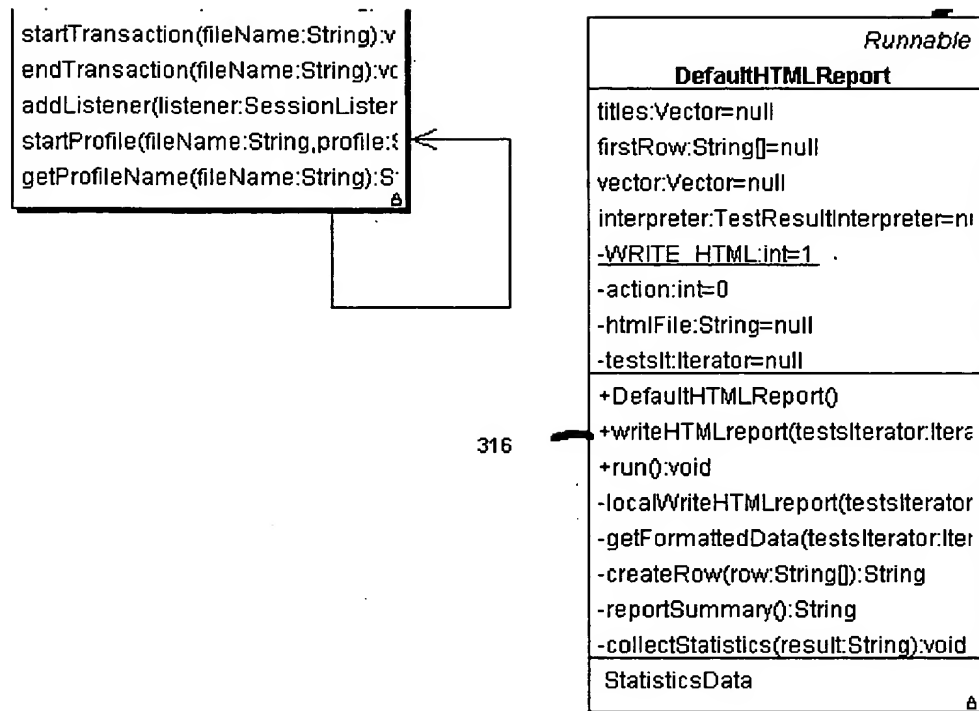 startTransaction(fileName:String):v
endTransaction(fileName:String):vc
addListener(listener:SessionLister
startProfile(fileName:String,profile:S
getProfileName(fileName:String):S
Runnable
DefaultHTMLReport
titles:Vector=null
firstRow:String[]=null
vector:Vector=null
interpreter:TestResultInterpreter=nu
-WRITE_HTML:int=1
-action:int=0
-htmlFile:String=null
-testsIt:Iterator=null
+DefaultHTMLReport()
316
+writeHTMLreport(testsIterator:Itera
+run():void
-localWriteHTMLreport(testsIterator
-getFormattedData(testsIterator:Iter
-createRow(row:String[]):String
-reportSummary():String
-collectStatistics(result:String):void
StatisticsData